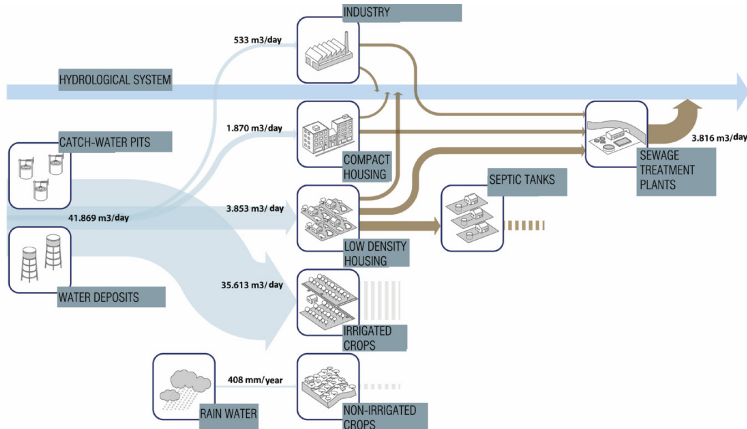 INDUSTRY
533 m3/day
HYDROLOGICAL SYSTEM
CATCH-WATER PITS
1.870 m3/day
COMPACT
HOUSING
3.816 m3/day
SEWAGE
TREATMENT
PLANTS
SEPTIC TANKS
41.869 m3/day
3.853 m3/day
LOW DENSITY
HOUSING
WATER DEPOSITS
35.613 m3/day
IRRIGATED
CROPS
408 mm/year
RAIN WATER
NON-IRRIGATED
CROPS